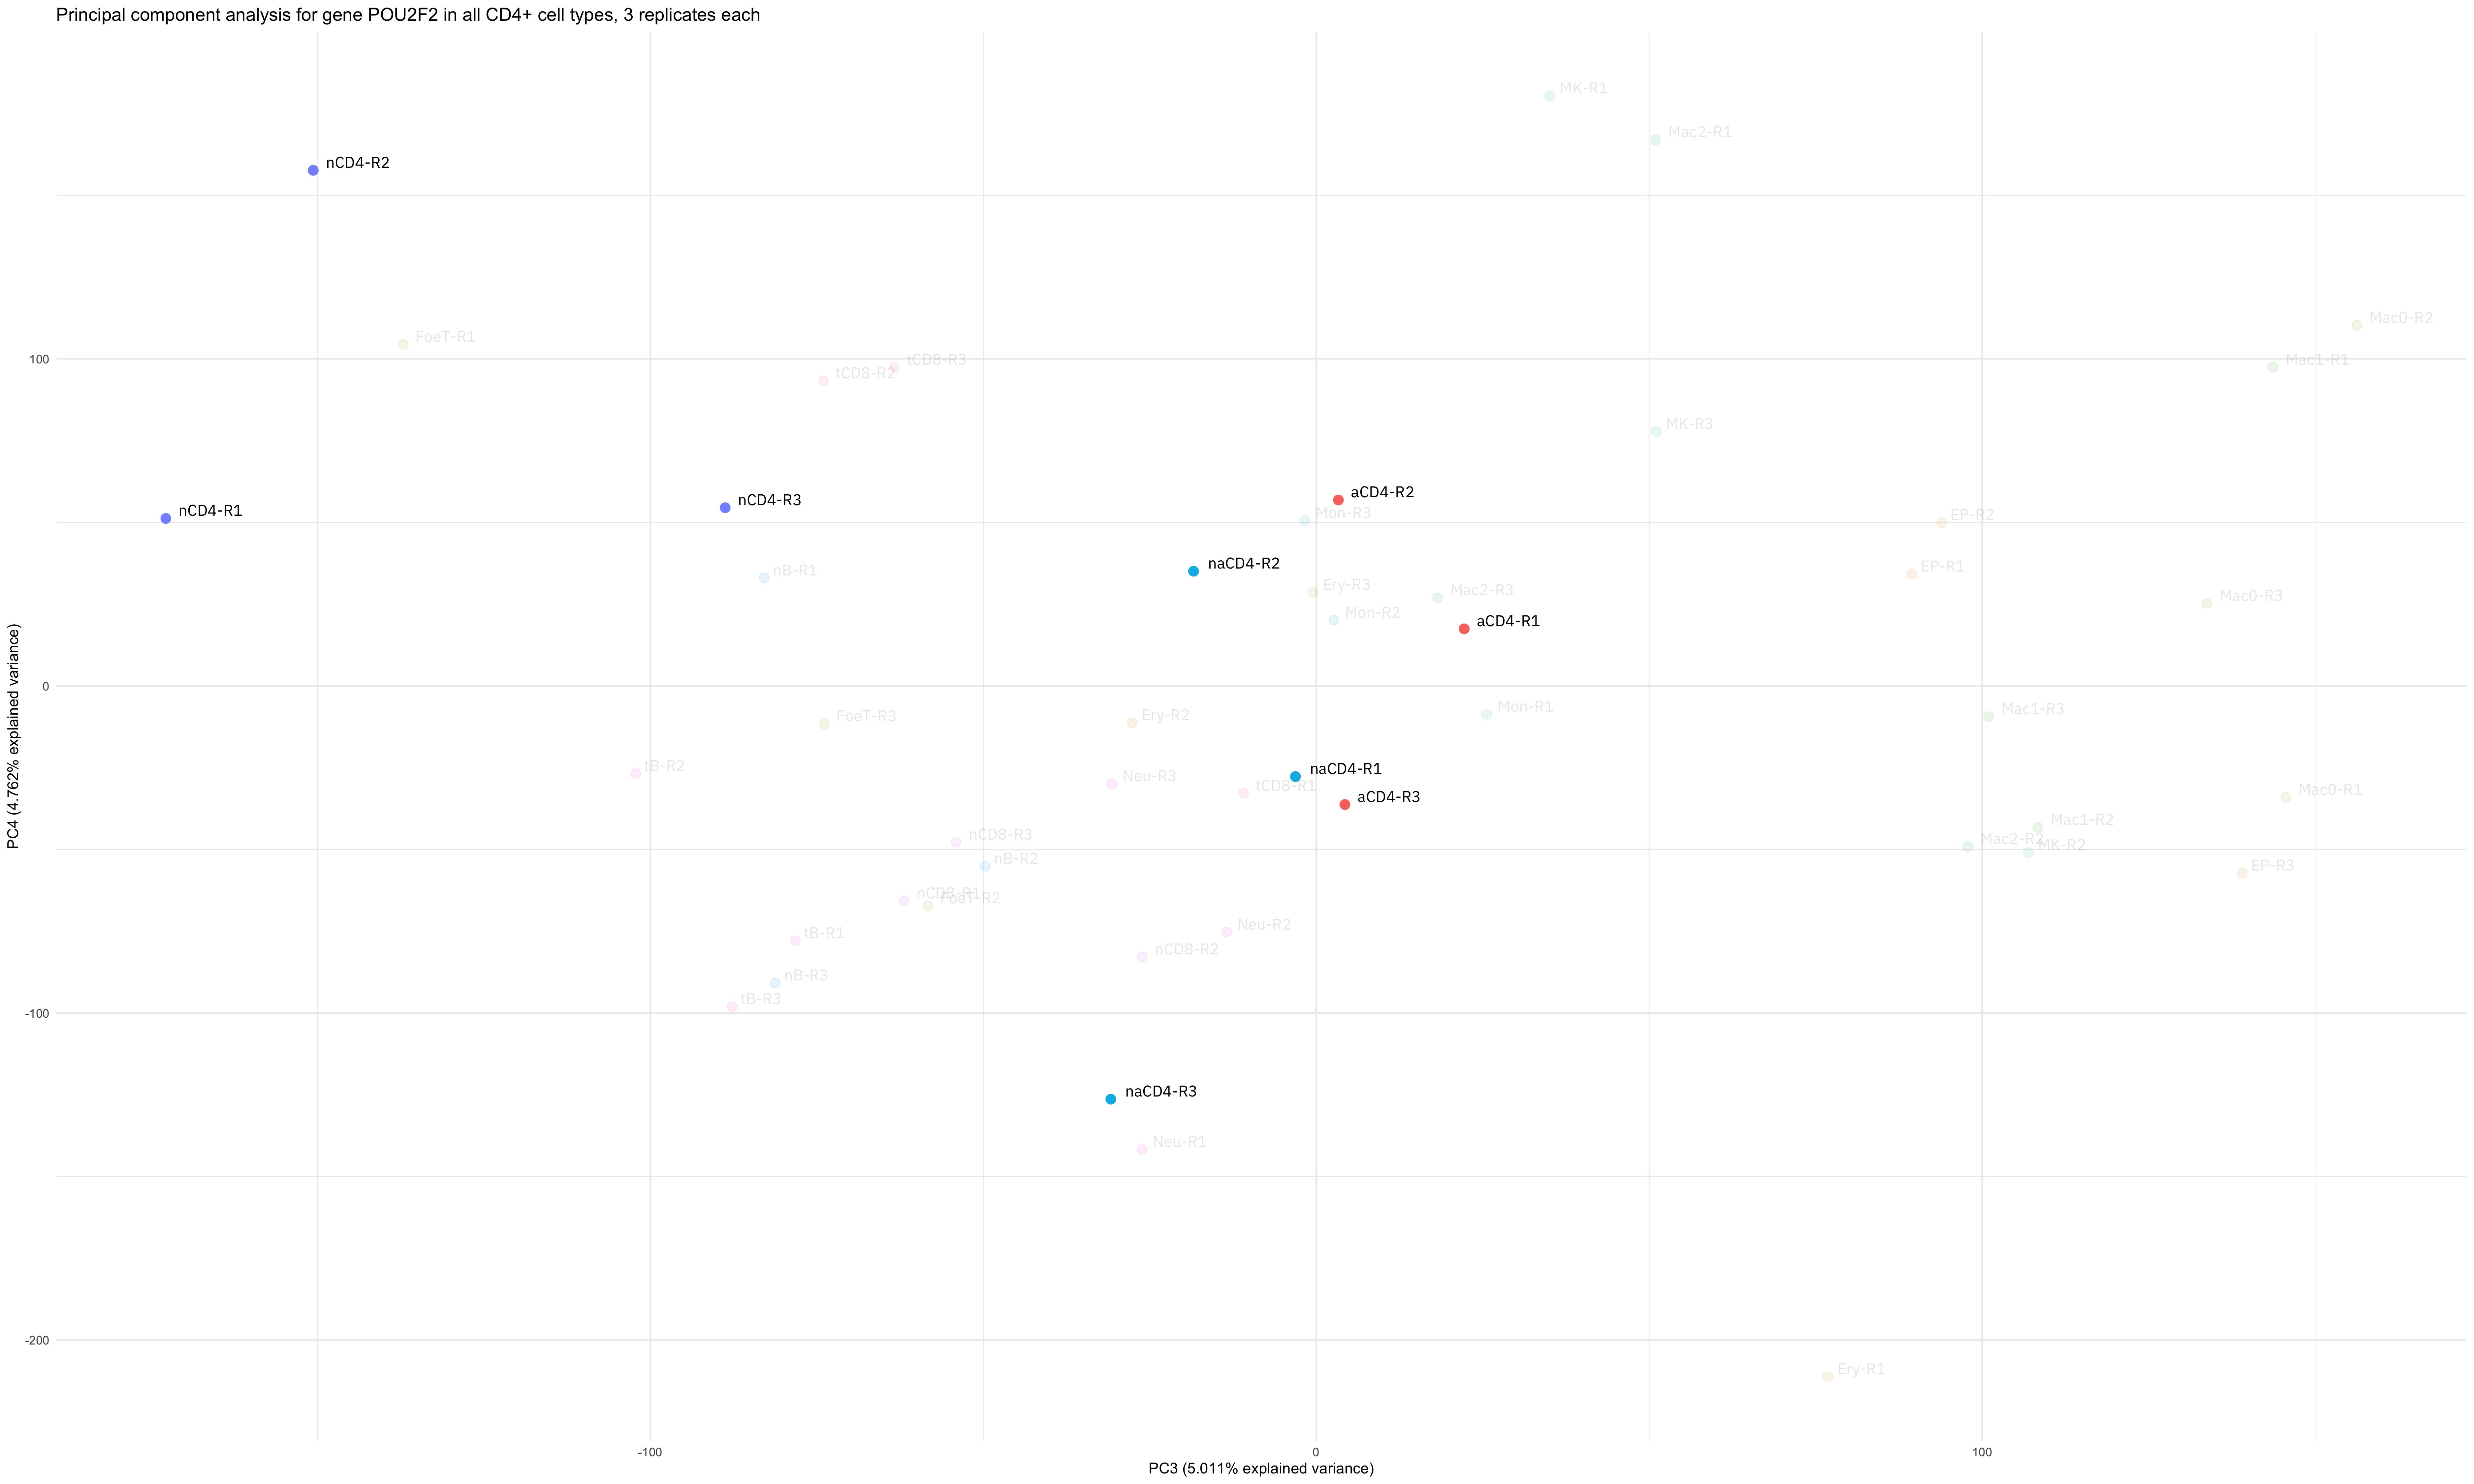 Principal component analysis for gene POU2F2 in all CD4+ cell types, 3 replicates each
MK-R1
Mac2-R1
nCD4-R2
Mac0-R2
FoeT-R1
100
tCD8-R3
Mac1-R1
tCD8-R2
MK-R3
aCD4-R2
nCD4-R3
nCD4-R1
Mon-R3
EP-R2
naCD4-R2
nB-R1
EP-R1
Ery-R3
Mac2-R3
Mac0-R3
Mon-R2
aCD4-R1
0
Mon-R1
Mac1-R3
FoeT-R3
Ery-R2
PC4 (4.762% explained variance)
tB-R2
naCD4-R1
Neu-R3
tCD8-R1
Mac0-R1
aCD4-R3
Mac1-R2
nCD8-R3
Mac2-R2
MK-R2
nB-R2
EP-R3
nCD8-R1
FoeT-R2
Neu-R2
tB-R1
nCD8-R2
nB-R3
tB-R3
-100
naCD4-R3
Neu-R1
-200
Ery-R1
-100
0
100
PC3 (5.011% explained variance)